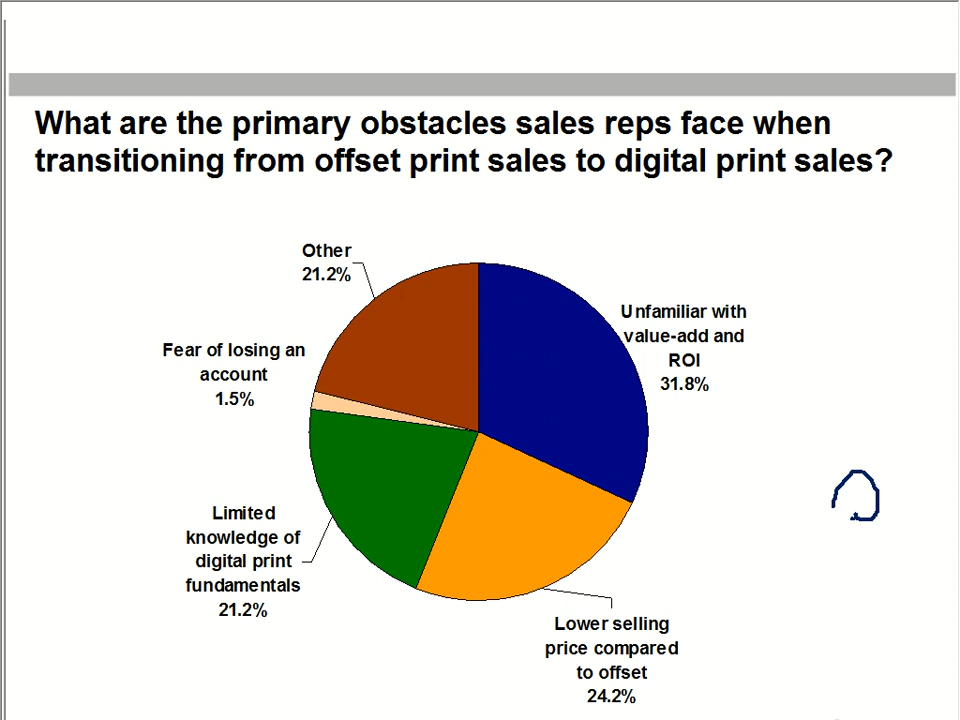 What are the primary obstacles sales reps face when
transitioning from offset print sales to digital print sales?
Other
21.2%
Unfamiliar with
value-add and
ROI
31.8%
Fear of losing an
account
1.5%
Limited
knowledge of
digital print
fundamentals
21.2%
Lower selling
price compared
to offset
24.2%